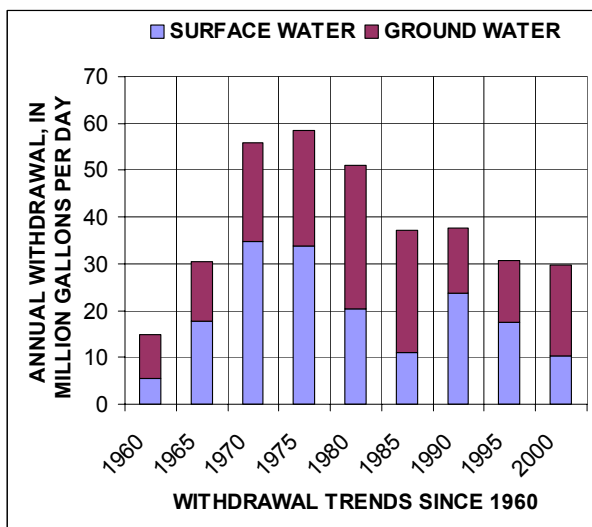 SURFACE WATER GROUND WATER
ANNUAL WITHDRAWAL, IN
MILLION GALLONS PER DAY
70
60
50
40
30
20
10
0
1960 1965 1970 1975 1980 1985 1990 1995 2000
WITHDRAWAL TRENDS SINCE 1960